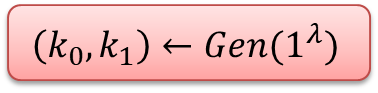 (k₀, k₁) ← Gen(1^λ)